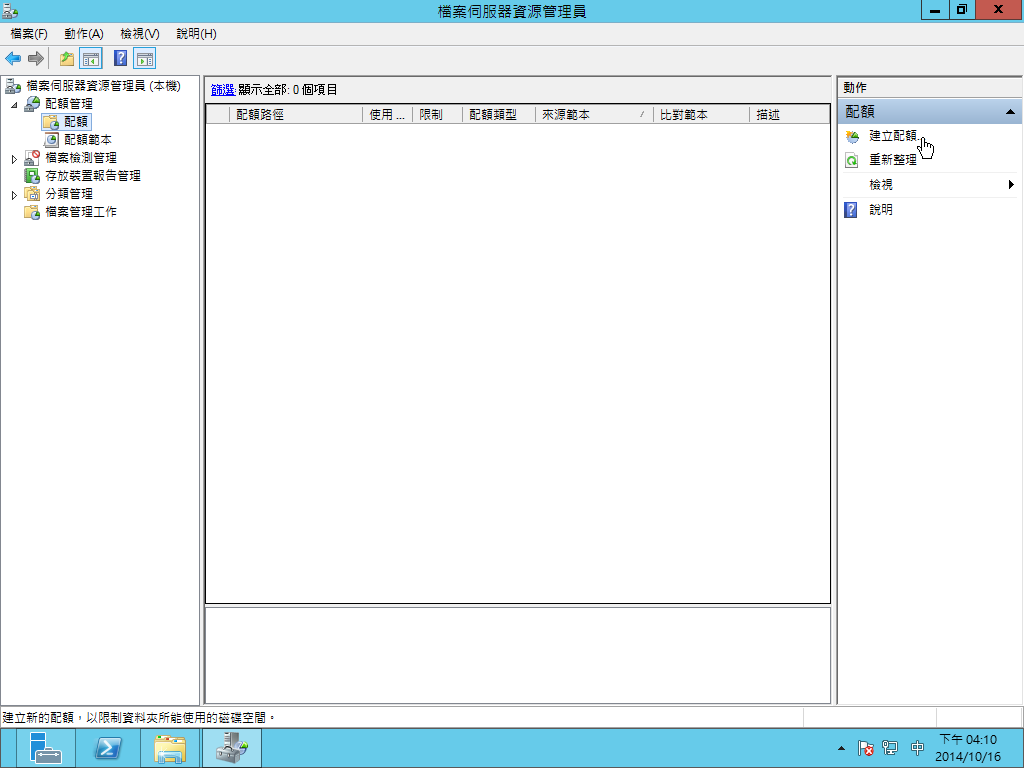 檔案伺服器資源管理員
檔案(F) 動作(A) 檢視(V) 說明(H)
檔案伺服器資源管理員 (本機)
配額管理
配額
配額範本
檔案檢測管理
存放裝置報告管理
分類管理
檔案管理工作
篩選: 顯示全部: 0 個項目
配額路徑 使用 ... 限制 配額類型 來源範本 比對範本 描述
動作
配額
建立配額...
重新整理
檢視
說明
建立新的配額，以限制資料夾所能使用的磁碟空間。
中
下午 04:10
2014/10/16